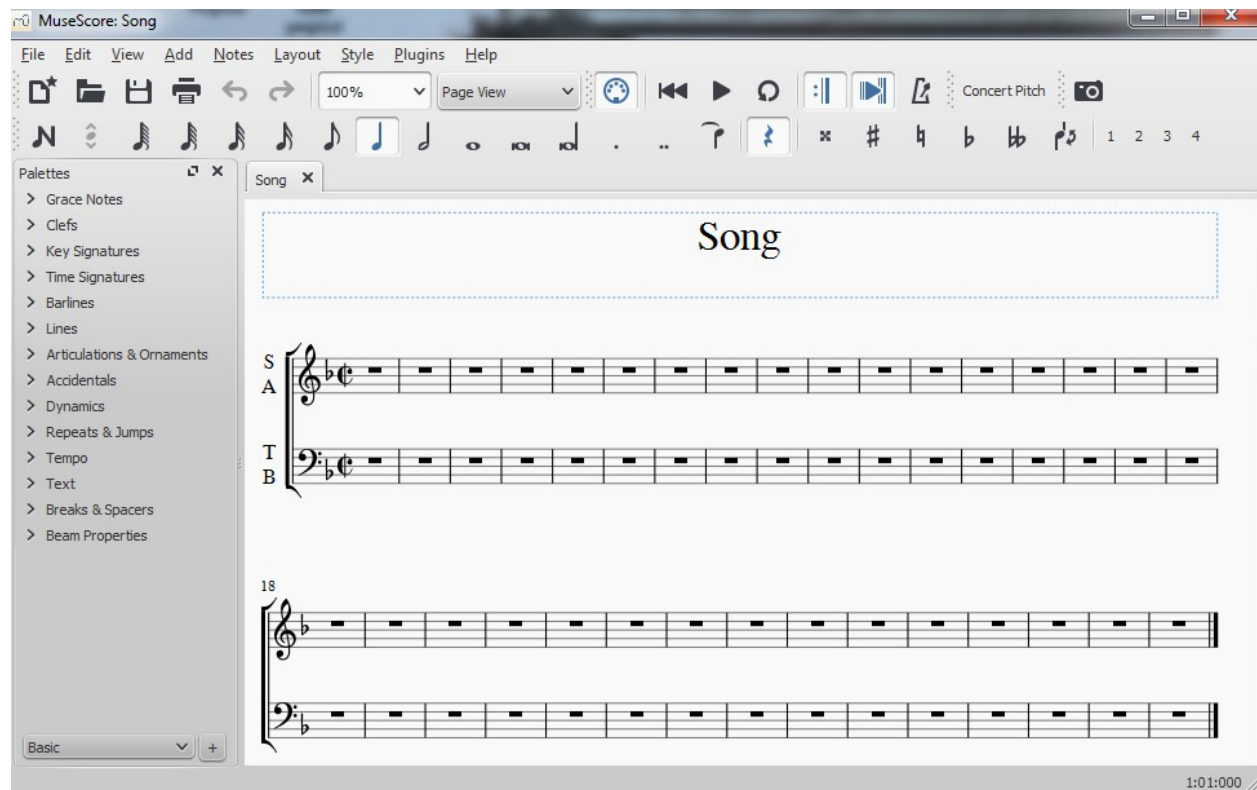 MuseScore: Song
File Edit View Add Notes Layout Style Plugins Help
100% Page View Concert Pitch
1 2 3 4
Palettes
Song
Grace Notes
Clefs
Key Signatures
Time Signatures
Barlines
Lines
Articulations & Ornaments
Accidentals
Dynamics
Repeats & Jumps
Tempo
Text
Breaks & Spacers
Beam Properties
Basic
Song
S
A
T
B
18
1:01:000